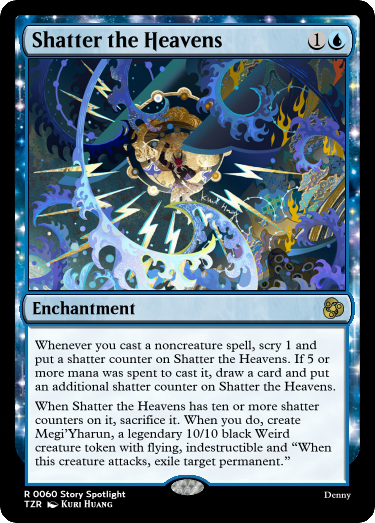 Shatter the Heavens 1
Kuri Huang
Enchantment
Whenever you cast a noncreature spell, scry 1 and
put a shatter counter on Shatter the Heavens. If 5 or
more mana was spent to cast it, draw a card and put
an additional shatter counter on Shatter the Heavens.
When Shatter the Heavens has ten or more shatter
counters on it, sacrifice it. When you do, create
Megi'Yharun, a legendary 10/10 black Weird
creature token with flying, indestructible and “When
this creature attacks, exile target permanent.”
R 0060 Story Spotlight
Denny
TZR Kuri Huang